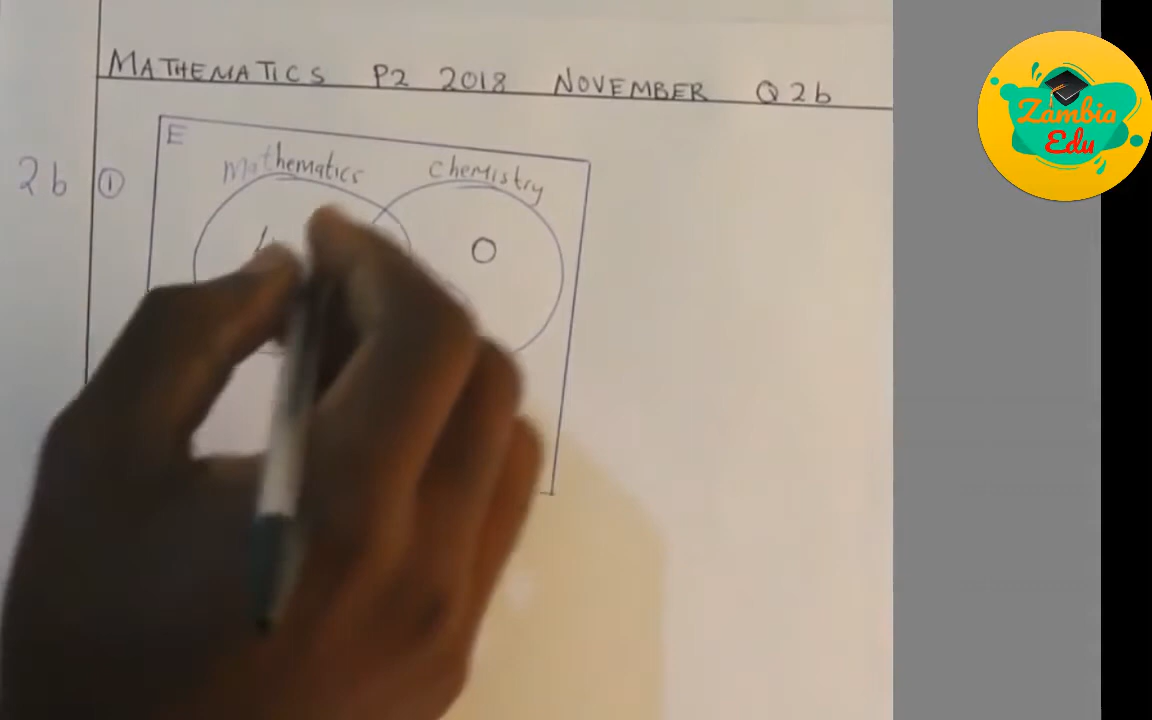 MATHEMATICS P2 2018 NOVEMBER Q2b
2b ①
E
Mathematics Chemistry
0
Zambia
Edu